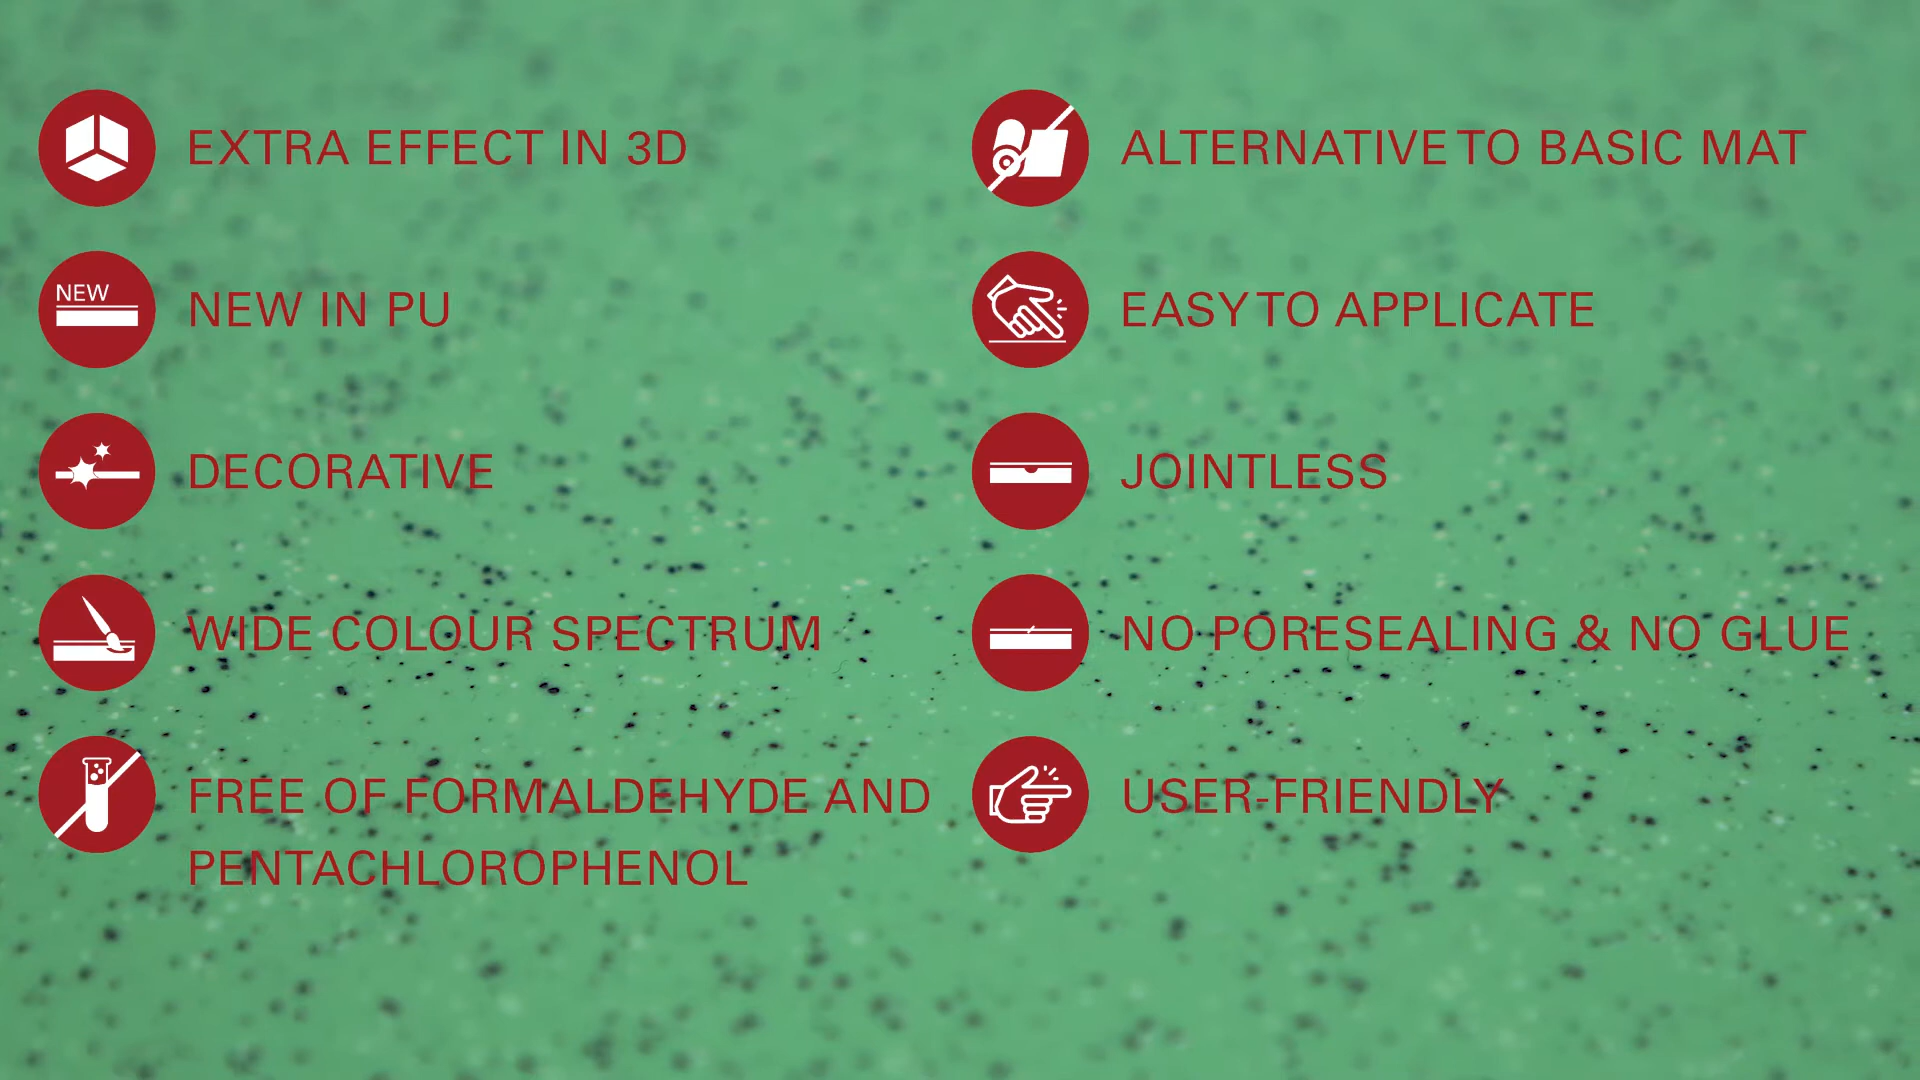 EXTRA EFFECT IN 3D
NEW
NEW IN PU
DECORATIVE
WIDE COLOUR SPECTRUM
FREE OF FORMALDEHYDE AND
PENTACHLOROPHENOL
ALTERNATIVE TO BASIC MAT
EASY TO APPLICATE
JOINTLESS
NO PORESEALING & NO GLUE
USER-FRIENDLY